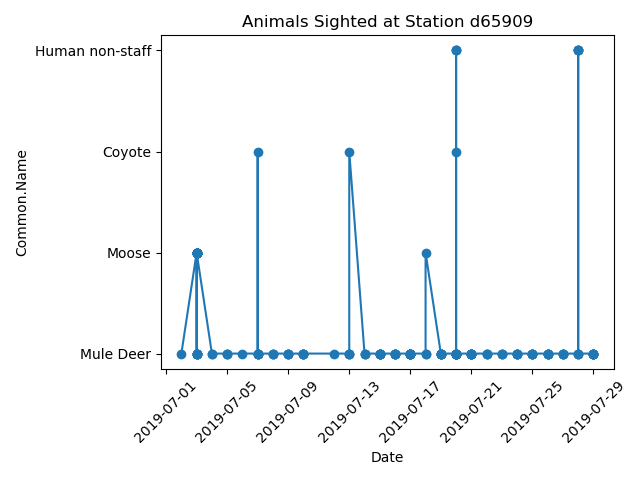 Animals Sighted at Station d65909
Human non-staff
Coyote
Moose
Mule Deer
Common.Name
2019-07-01
2019-07-05
2019-07-09
2019-07-13
2019-07-17
2019-07-21
2019-07-25
2019-07-29
Date